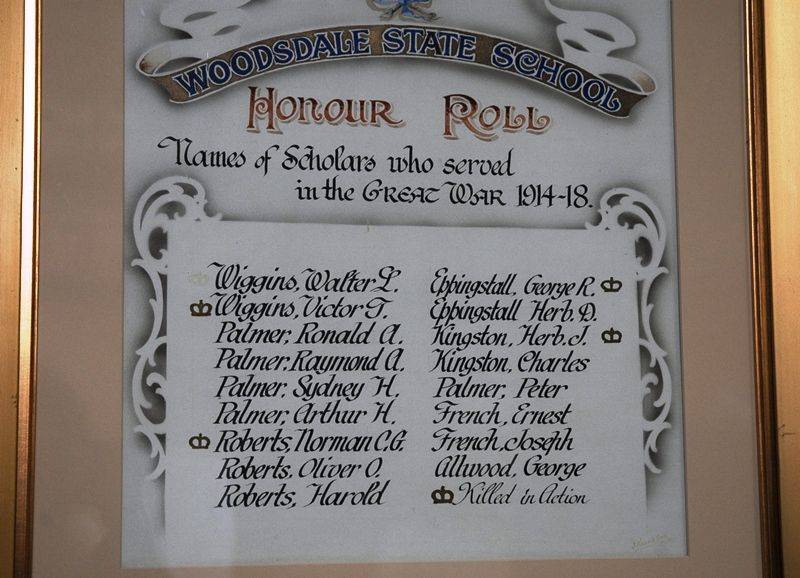 WOODSDALE STATE SCHOOL
HONOUR ROLL
Names of Scholars who served
in the GREAT WAR 1914-18.
Wiggins, Walter L.
Wiggins, Victor T.
Palmer, Ronald A.
Palmer, Raymond A.
Palmer, Sydney H.
Palmer, Arthur H.
Roberts, Norman C.G.
Roberts, Oliver O.
Roberts, Harold
Eppingstall, George R.
Eppingstall Herb. D.
Kingston, Herb. J.
Kingston, Charles
Palmer, Peter
French, Ernest
French, Joseph
Allwood, George
Killed in Action